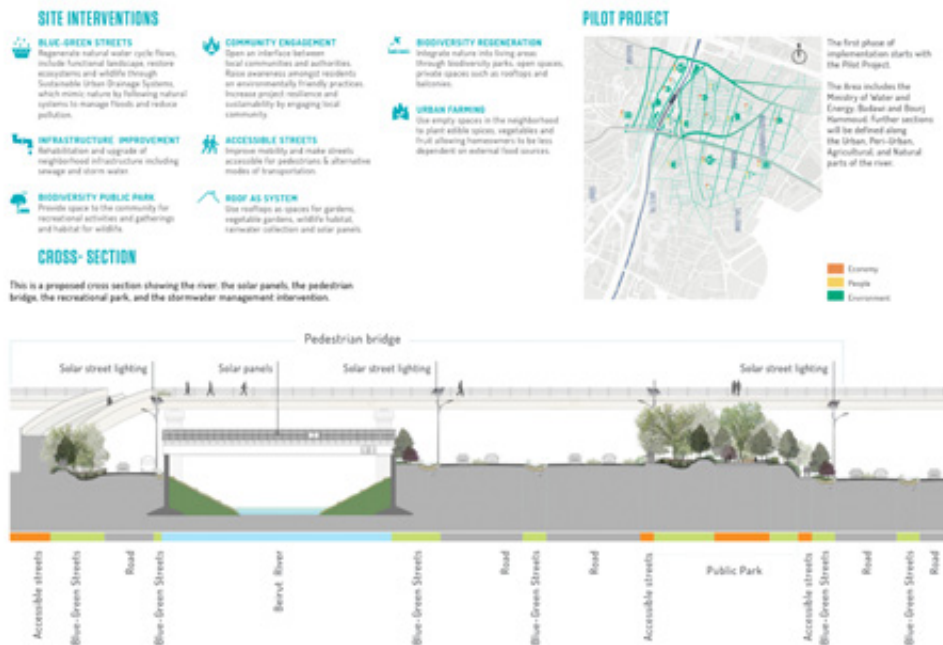 SITE INTERVENTIONS
BLUE-GREEN STREETS
Regenerate natural water cycle flows,
include functional landscape, restore
ecosystems and wildlife through
Sustainable Urban Drainage Systems,
which mimic nature by following natural
systems to manage floods and reduce
pollution.
INFRASTRUCTURE IMPROVEMENT
Rehabilitation and upgrade of
neighborhood infrastructure including
sewage and storm water.
BIODIVERSITY PUBLIC PARK
Provide space to the community for
recreational activities and gatherings
and habitat for wildlife.
COMMUNITY ENGAGEMENT
Open an interface between
local communities and authorities.
Raise awareness amongst residents
on environmentally friendly practices.
Increase project resilience and
sustainability by engaging local
community.
ACCESSIBLE STREETS
Improve mobility and make streets
accessible for pedestrians & alternative
modes of transportation.
ROOF AS SYSTEM
Use rooftops as spaces for gardens,
vegetable gardens, wildlife habitat,
rainwater collection and solar panels.
BIODIVERSITY REGENERATION
Integrate nature into living areas
through biodiversity parks, open spaces,
private spaces such as rooftops and
balconies.
URBAN FARMING
Use empty spaces in the neighborhood
to plant edible spices, vegetables and
fruit allowing homeowners to be less
dependent on external food sources.
PILOT PROJECT
The first phase of
implementation starts with
the Pilot Project.
The Area includes the
Ministry of Water and
Energy, Badawi and Bourj
Hammoud. Further sections
will be defined along
the Urban, Peri-Urban,
Agricultural, and Natural
parts of the river.
Economy
People
Environment
CROSS- SECTION
This is a proposed cross section showing the river, the solar panels, the pedestrian
bridge, the recreational park, and the stormwater management intervention.
Pedestrian bridge
Solar street lighting
Solar panels
Solar street lighting
Solar street lighting
Accessible streets
Blue-Green Streets
Road
Blue-Green Streets
Beirut River
Blue-Green Streets
Road
Blue-Green Streets
Road
Accessible streets
Public Park
Accessible streets
Blue-Green Streets
Road
Blue-Green Streets
Road